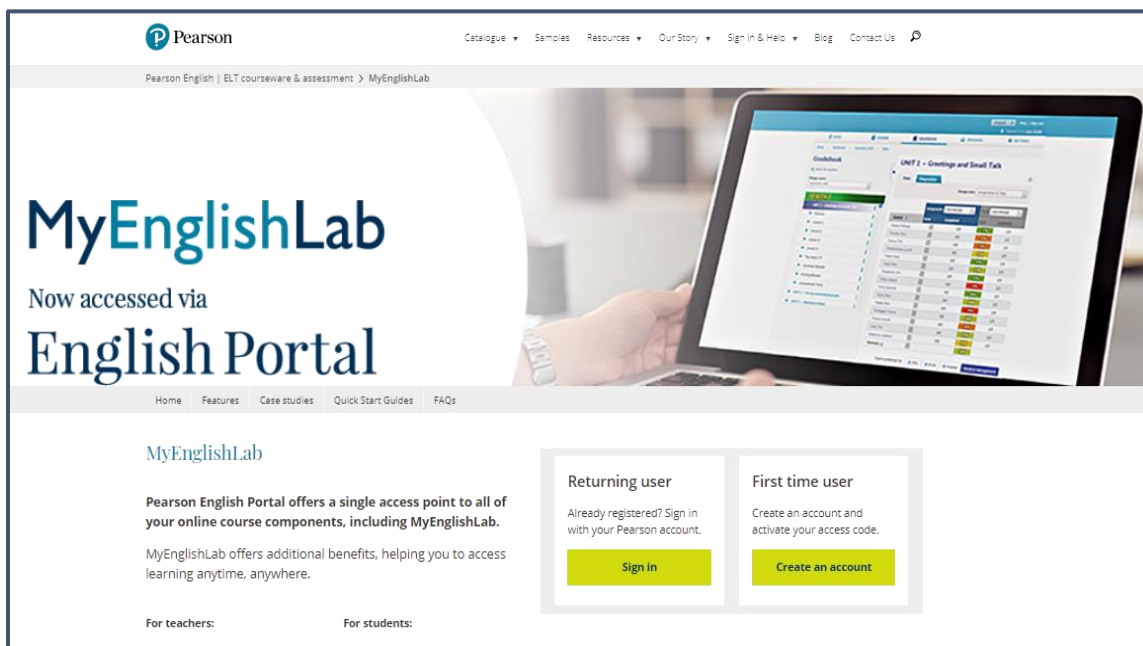 Pearson
Catalogue Samples Resources Our Story Sign in & Help Blog Contact Us
Pearson English | ELT courseware & assessment > MyEnglishLab
MyEnglishLab
Now accessed via
English Portal
Gradebook
UNIT 1 - Greetings and Small Talk
Home Features Case studies Quick Start Guides FAQs
MyEnglishLab
Pearson English Portal offers a single access point to all of
your online course components, including MyEnglishLab.
MyEnglishLab offers additional benefits, helping you to access
learning anytime, anywhere.
For teachers: For students:
Returning user
Already registered? Sign in
with your Pearson account.
Sign in
First time user
Create an account and
activate your access code.
Create an account